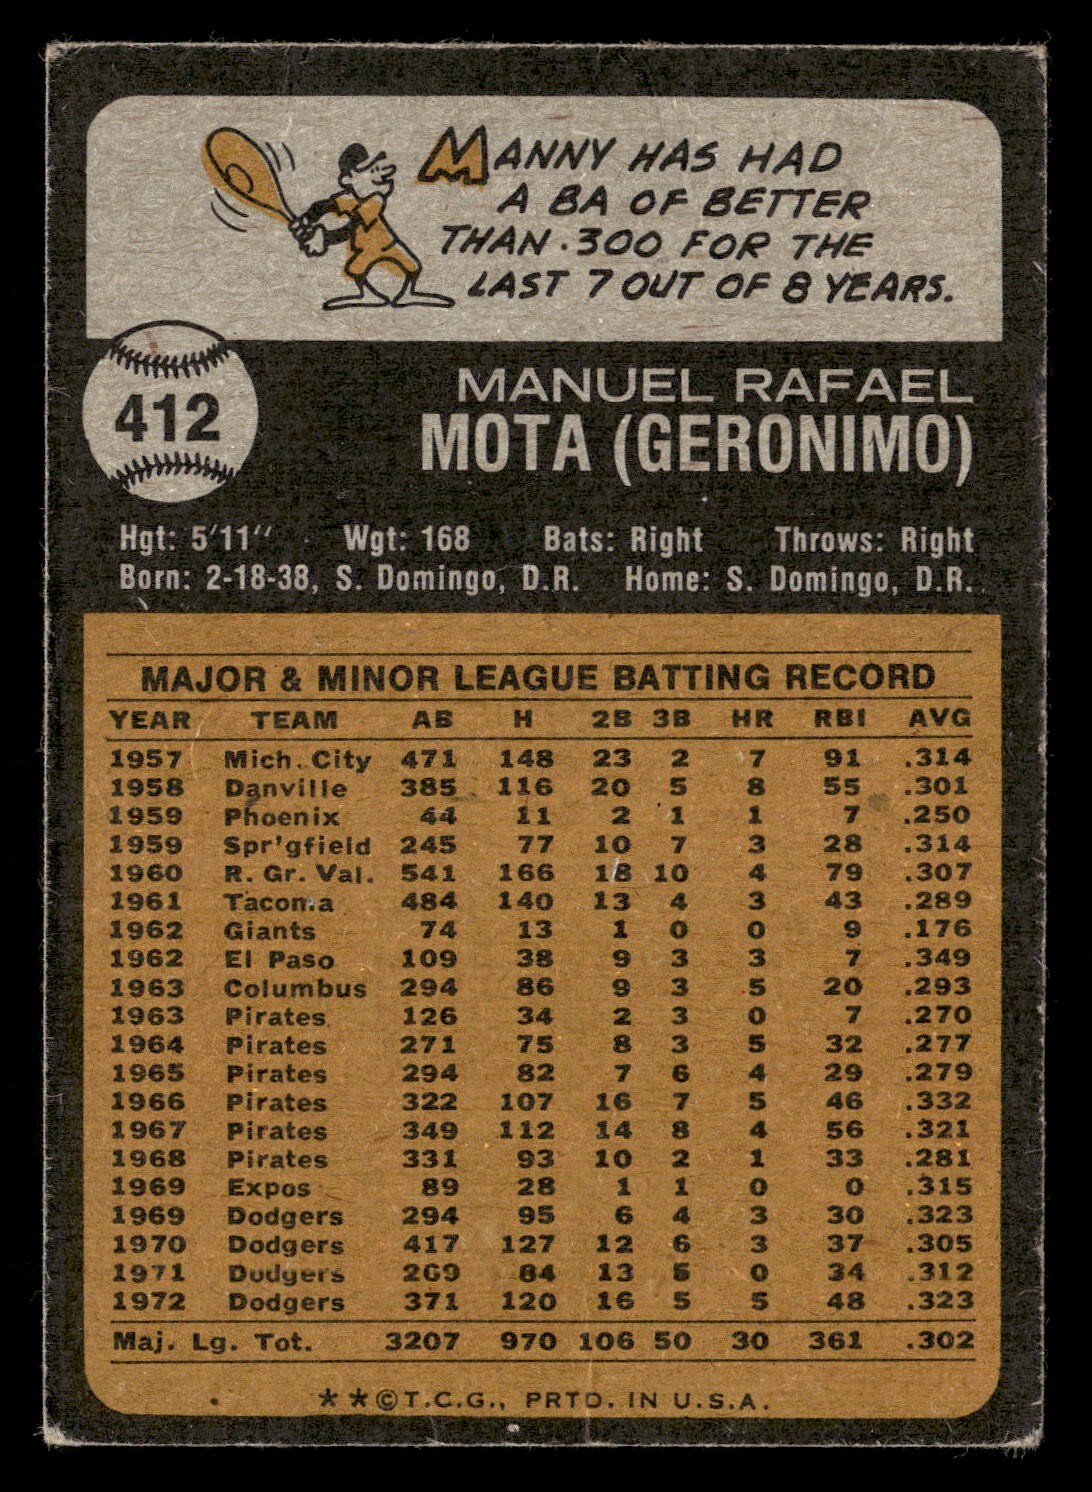 MANNY HAS HAD
A BA OF BETTER
THAN .300 FOR THE
LAST 7 OUT OF 8 YEARS.
412
MANUEL RAFAEL
MOTA (GERONIMO)
Hgt: 5'11" Wgt: 168 Bats: Right Throws: Right
Born: 2-18-38, S. Domingo, D.R. Home: S. Domingo, D.R.
MAJOR & MINOR LEAGUE BATTING RECORD
YEAR TEAM AB H 2B 3B HR RBI AVG
1957 Mich. City 471 148 23 2 7 91 .314
1958 Danville 385 116 20 5 8 55 .301
1959 Phoenix 44 11 2 1 1 7 .250
1959 Spr'gfield 245 77 10 7 3 28 .314
1960 R. Gr. Val. 541 166 18 10 4 79 .307
1961 Tacoma 484 140 13 4 3 43 .289
1962 Giants 74 13 1 0 0 9 .176
1962 El Paso 109 38 9 3 3 7 .349
1963 Columbus 294 86 9 3 5 20 .293
1963 Pirates 126 34 2 3 0 7 .270
1964 Pirates 271 75 8 3 5 32 .277
1965 Pirates 294 82 7 6 4 29 .279
1966 Pirates 322 107 16 7 5 46 .332
1967 Pirates 349 112 14 8 4 56 .321
1968 Pirates 331 93 10 2 1 33 .281
1969 Expos 89 28 1 1 0 0 .315
1969 Dodgers 294 95 6 4 3 30 .323
1970 Dodgers 417 127 12 6 3 37 .305
1971 Dodgers 269 84 13 5 0 34 .312
1972 Dodgers 371 120 16 5 5 48 .323
Maj. Lg. Tot. 3207 970 106 50 30 361 .302
**©T.C.G., PRTD. IN U.S.A.